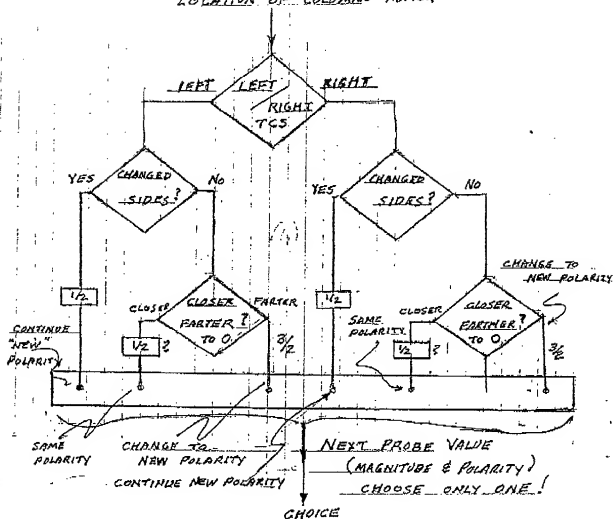 LOCATION OF
LEFT
LEFT
RIGHT
RIGHT
TCS
YES
CHANGED
SIDES?
NO
YES
CHANGED
SIDES?
NO
CHANGE TO
NEW POLARITY
1/2
1/2
CLOSER
CLOSER
FARTER ?
TO O
FARTER
SAME
POLARITY
CLOSER
CLOSER
FARTHER ?
TO O
CONTINUE
"NEW"
POLARITY
1/2 ?
3/2
1/2 ?
3/2
SAME
POLARITY
CHANGE TO
NEW POLARITY
CONTINUE NEW POLARITY
NEXT PROBE VALUE
(MAGNITUDE & POLARITY)
CHOOSE ONLY ONE!
CHOICE